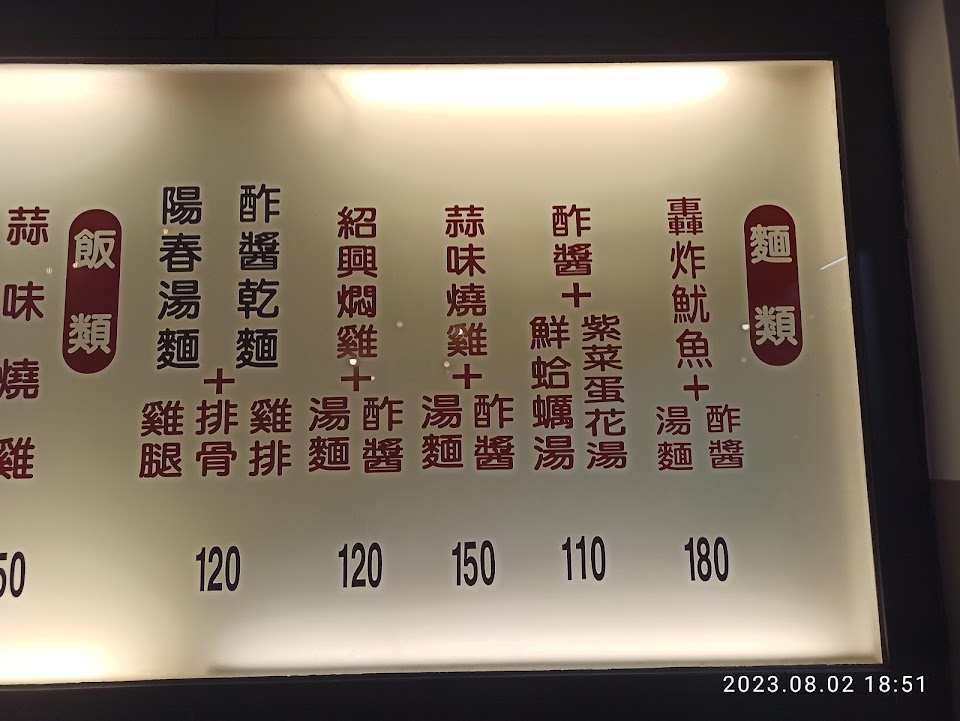 麵類
轟炸魷魚
+
酢醬
湯麵
180
酢醬
+
紫菜蛋花湯
鮮蛤蠣湯
110
蒜味燒雞
+
酢醬
湯麵
150
紹興燜雞
+
酢醬
湯麵
120
酢醬乾麵
陽春湯麵
+
雞排
排骨
雞腿
120
飯類
蒜味燒雞
50
2023.08.02 18:51